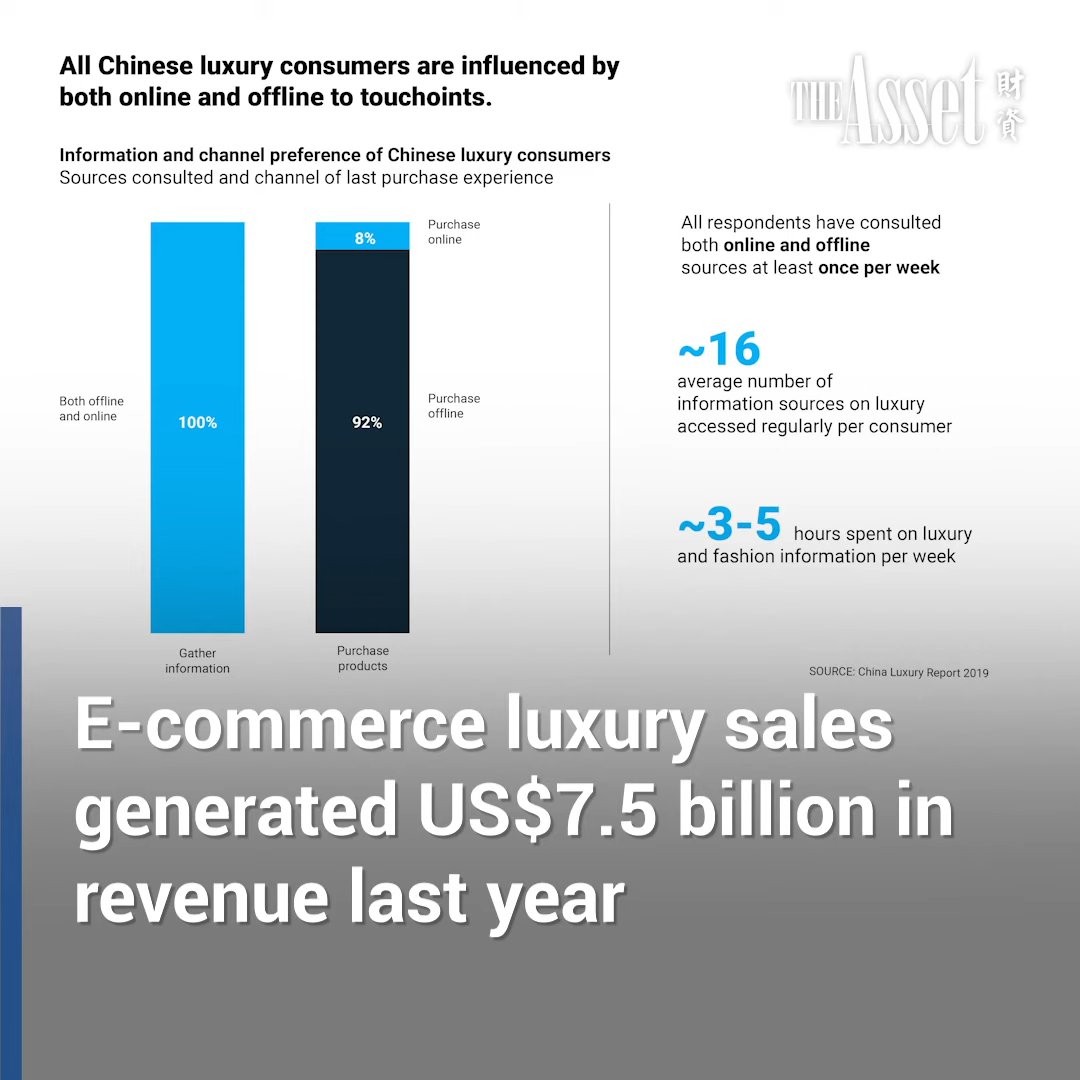 All Chinese luxury consumers are influenced by
both online and offline to touchoints.
THE Asset 財資
Information and channel preference of Chinese luxury consumers
Sources consulted and channel of last purchase experience
8%
Purchase
online
Both offline
and online
100%
92%
Purchase
offline
Gather
information
Purchase
products
All respondents have consulted
both online and offline
sources at least once per week
~16
average number of
information sources on luxury
accessed regularly per consumer
~3-5 hours spent on luxury
and fashion information per week
SOURCE: China Luxury Report 2019
E-commerce luxury sales
generated US$7.5 billion in
revenue last year